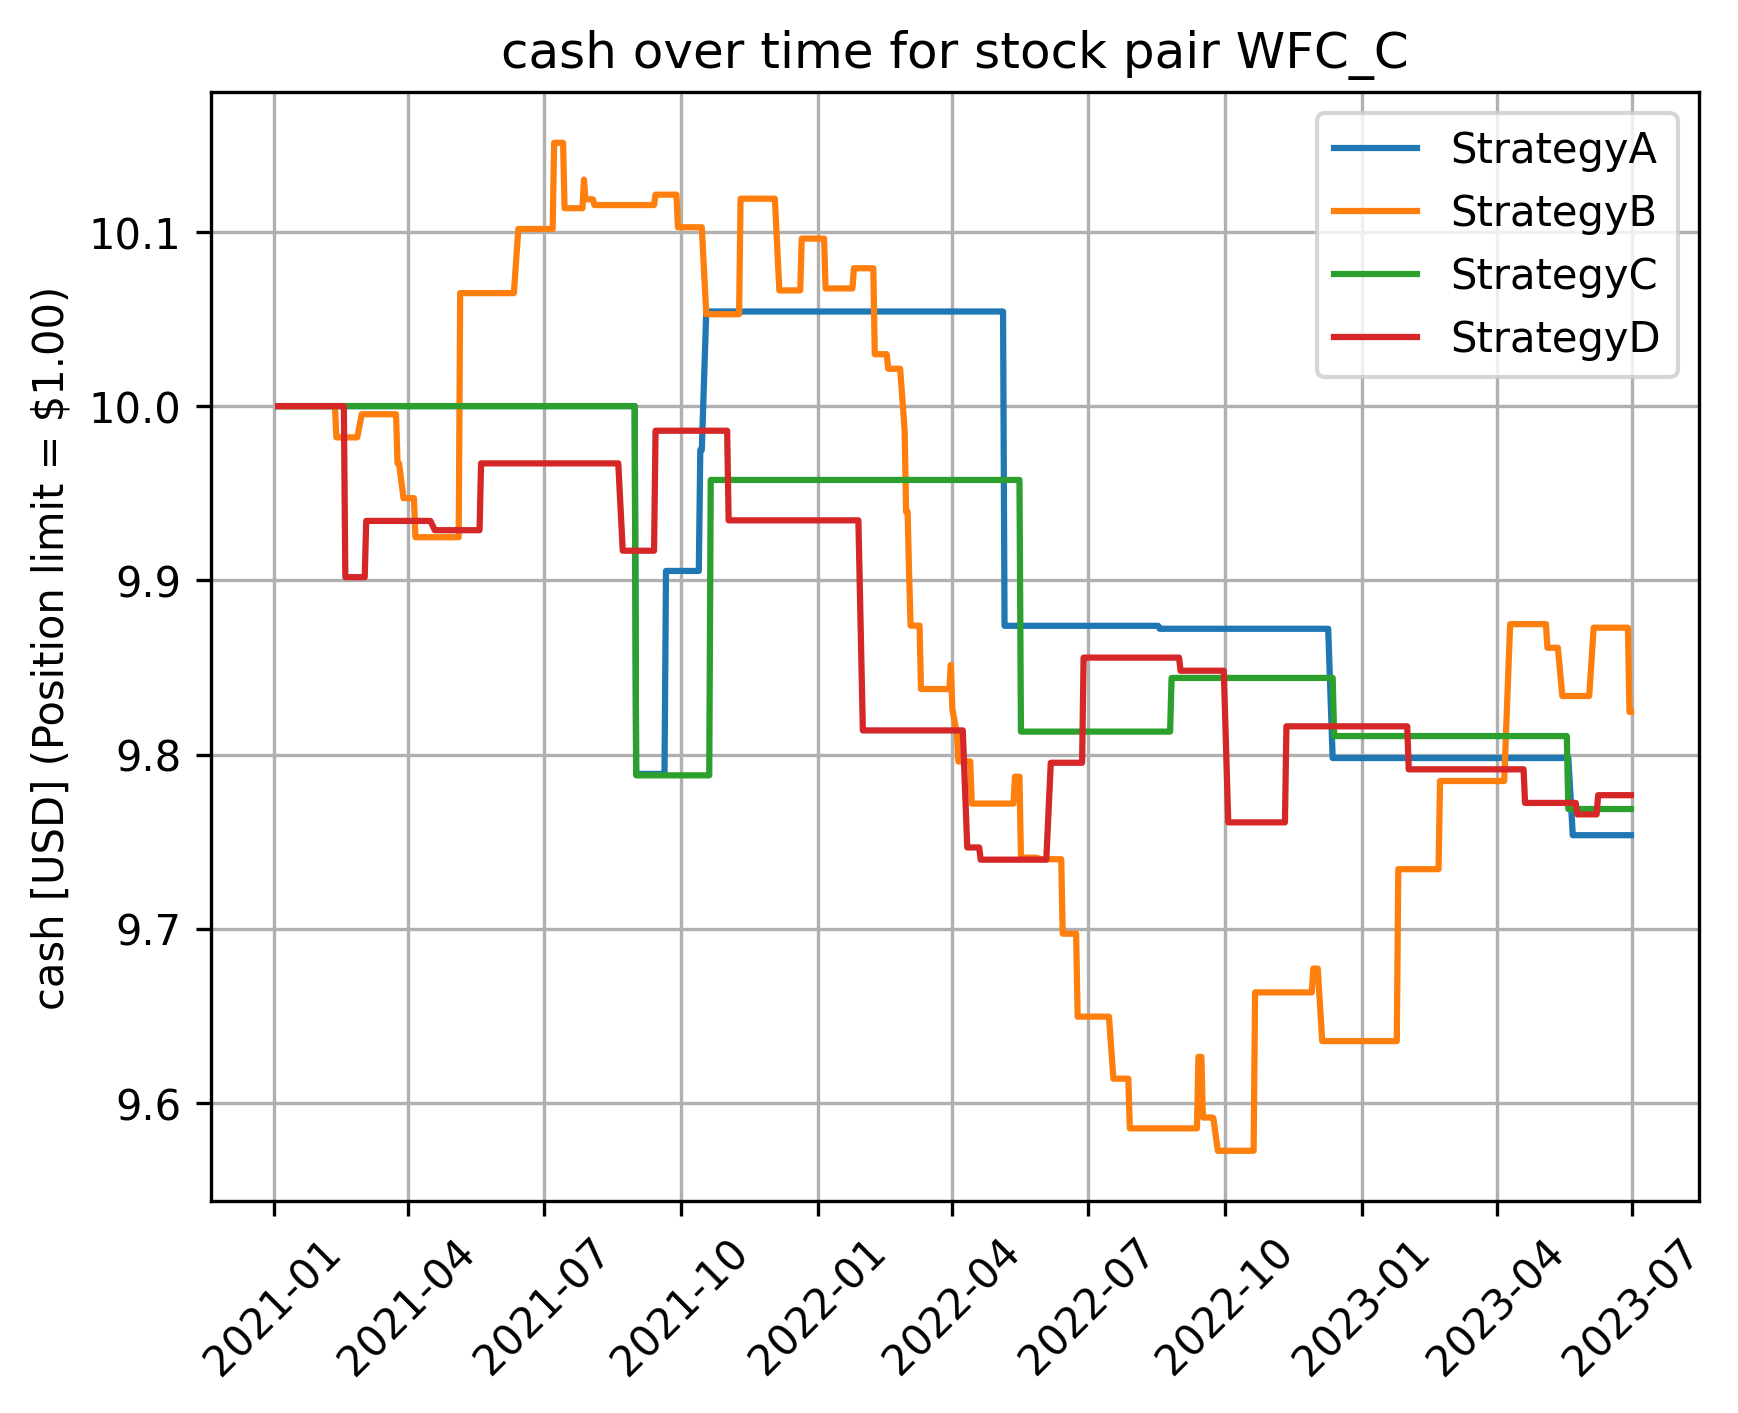 cash over time for stock pair WFC_C
StrategyA
StrategyB
StrategyC
StrategyD
cash [USD] (Position limit = $1.00)
10.1
10.0
9.9
9.8
9.7
9.6
2021-01
2021-04
2021-07
2021-10
2022-01
2022-04
2022-07
2022-10
2023-01
2023-04
2023-07